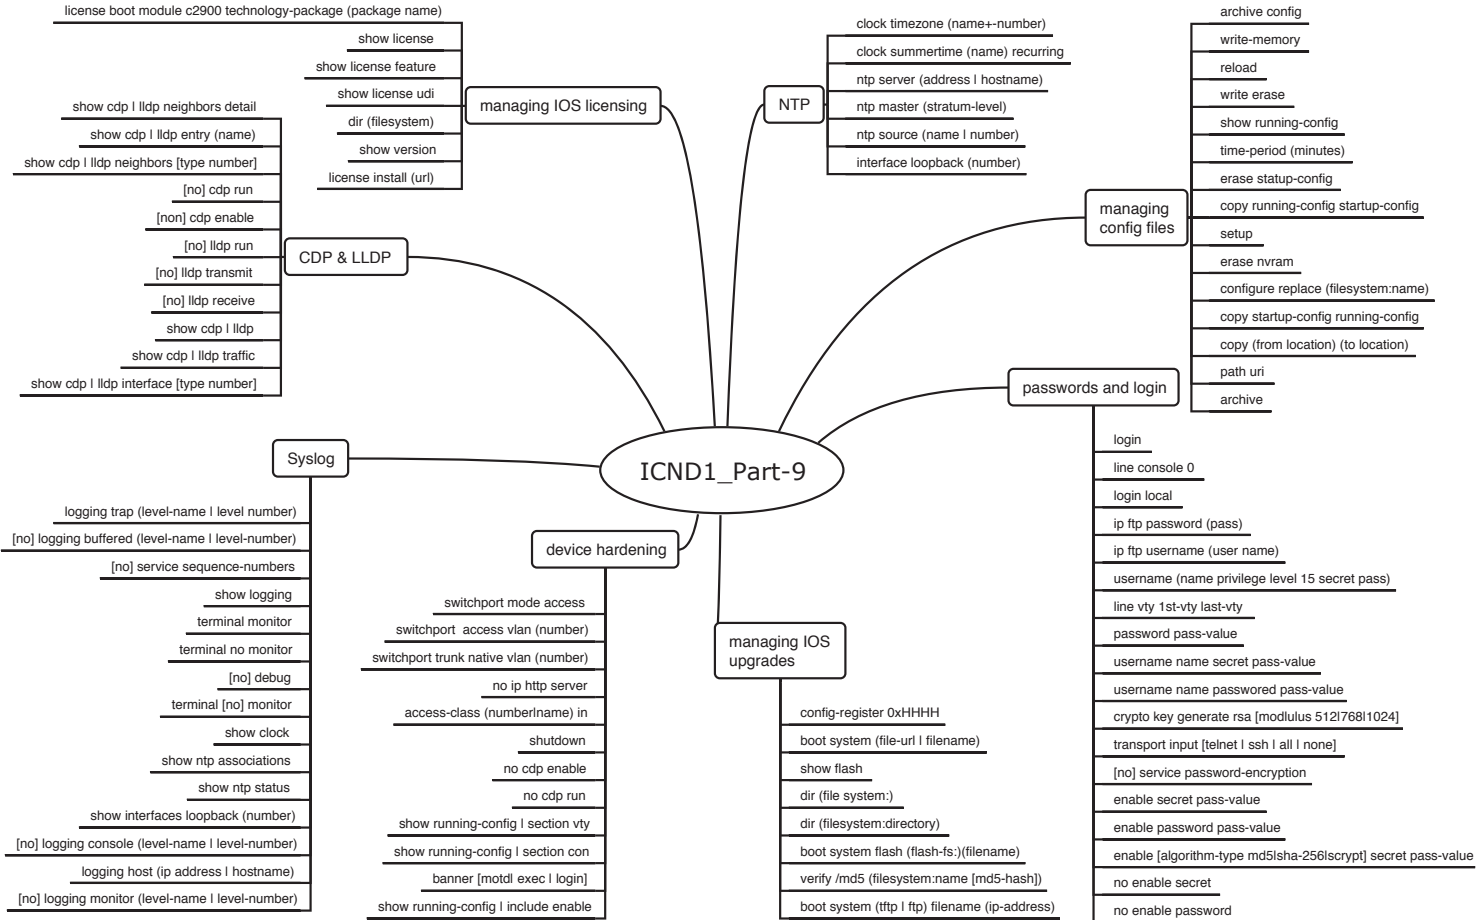 ICND1_Part-9
managing IOS licensing
license boot module c2900 technology-package (package name)
show license
show license feature
show license udi
dir (filesystem)
show version
license install (url)
CDP & LLDP
show cdp | lldp neighbors detail
show cdp | lldp entry (name)
show cdp | lldp neighbors [type number]
[no] cdp run
[non] cdp enable
[no] lldp run
[no] lldp transmit
[no] lldp receive
show cdp | lldp
show cdp | lldp traffic
show cdp | lldp interface [type number]
Syslog
logging trap (level-name | level number)
[no] logging buffered (level-name | level-number)
[no] service sequence-numbers
show logging
terminal monitor
terminal no monitor
[no] debug
terminal [no] monitor
show clock
show ntp associations
show ntp status
show interfaces loopback (number)
[no] logging console (level-name | level-number)
logging host (ip address | hostname)
[no] logging monitor (level-name | level-number)
device hardening
switchport mode access
switchport  access vlan (number)
switchport trunk native vlan (number)
no ip http server
access-class (number|name) in
shutdown
no cdp enable
no cdp run
show running-config | section vty
show running-config | section con
banner [motd| exec | login]
show running-config | include enable
managing IOS
upgrades
config-register 0xHHHH
boot system (file-url | filename)
show flash
dir (file system:)
dir (filesystem:directory)
boot system flash (flash-fs:)(filename)
verify /md5 (filesystem:name [md5-hash])
boot system (tftp | ftp) filename (ip-address)
NTP
clock timezone (name+-number)
clock summertime (name) recurring
ntp server (address | hostname)
ntp master (stratum-level)
ntp source (name | number)
interface loopback (number)
managing
config files
archive config
write-memory
reload
write erase
show running-config
time-period (minutes)
erase statup-config
copy running-config startup-config
setup
erase nvram
configure replace (filesystem:name)
copy startup-config running-config
copy (from location) (to location)
path uri
archive
passwords and login
login
line console 0
login local
ip ftp password (pass)
ip ftp username (user name)
username (name privilege level 15 secret pass)
line vty 1st-vty last-vty
password pass-value
username name secret pass-value
username name passwored pass-value
crypto key generate rsa [modlulus 512|768|1024]
transport input [telnet | ssh | all | none]
[no] service password-encryption
enable secret pass-value
enable password pass-value
enable [algorithm-type md5|sha-256|scrypt] secret pass-value
no enable secret
no enable password